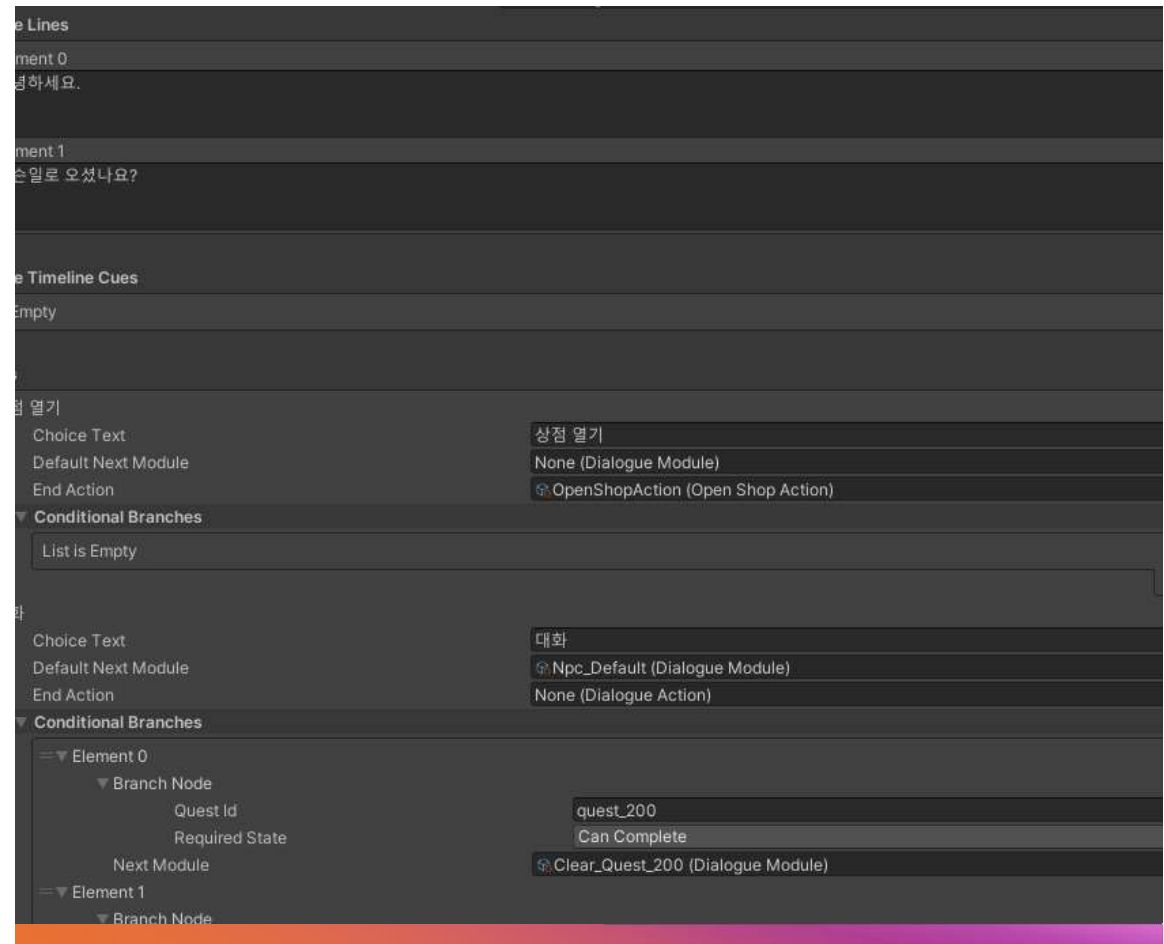 e Lines
ment 0
녕하세요.
ment 1
슨일로 오셨나요?
e Timeline Cues
Empty
s
점 열기
Choice Text 상점 열기
Default Next Module None (Dialogue Module)
End Action OpenShopAction (Open Shop Action)
Conditional Branches
List is Empty
화
Choice Text 대화
Default Next Module Npc_Default (Dialogue Module)
End Action None (Dialogue Action)
Conditional Branches
Element 0
Branch Node
Quest Id quest_200
Required State Can Complete
Next Module Clear_Quest_200 (Dialogue Module)
Element 1
Branch Node